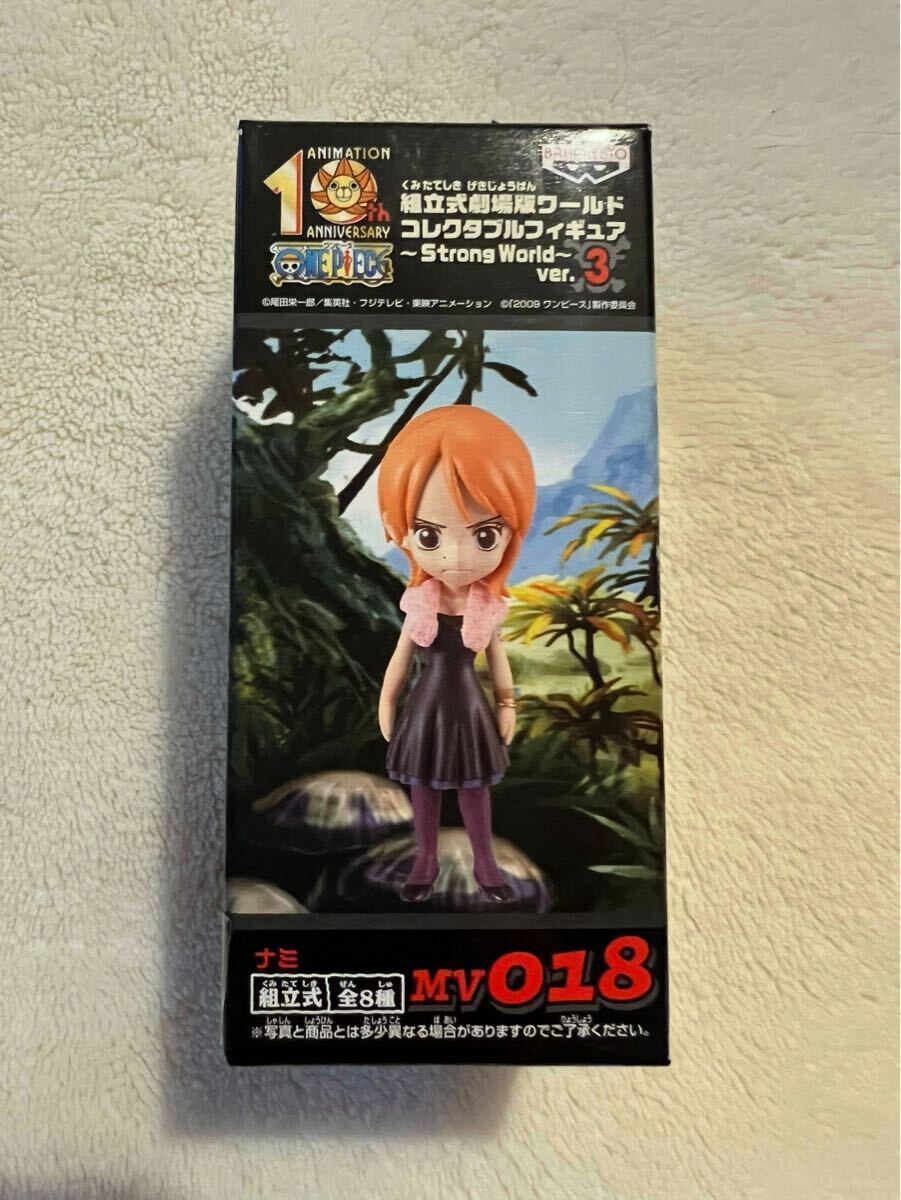 ANIMATION
10th
ANNIVERSARY
ワンピース
ONE PIECE
BANPRESTO
くみたてしき げきじょうばん
組立式劇場版ワールド
コレクタブルフィギュア
～Strong World～
ver. 3
©尾田栄一郎／集英社・フジテレビ・東映アニメーション ©「2009 ワンピース」製作委員会
ナミ
くみ たて しき ぜん しゅ
組立式 全8種
MV018
しゃしん しょうひん たしょうこと ば あい りょうしょう
※写真と商品とは多少異なる場合がありますのでご了承ください。